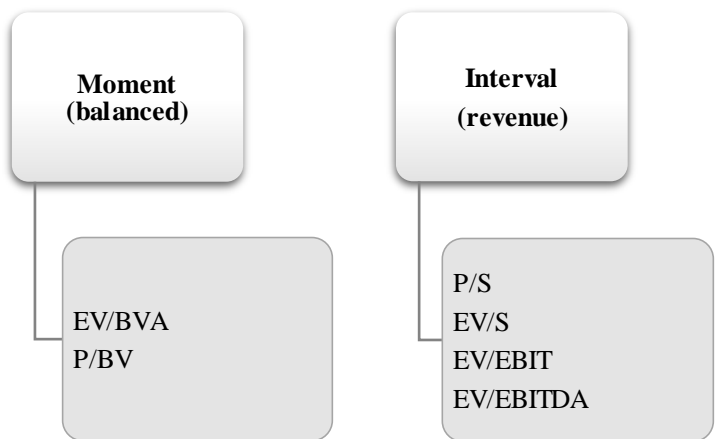 Moment
(balanced)
EV/BVA
P/BV
Interval
(revenue)
P/S
EV/S
EV/EBIT
EV/EBITDA